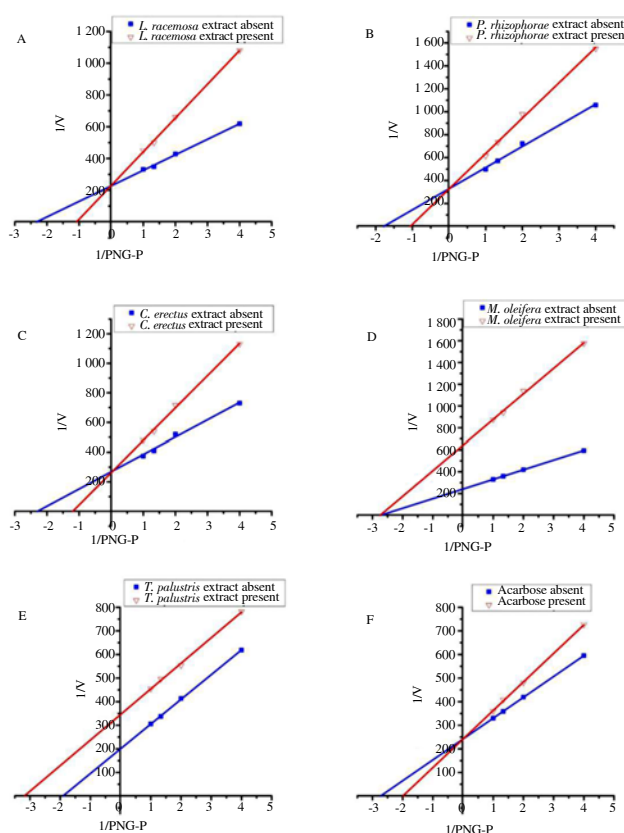 A
L. racemosa extract absent
L. racemosa extract present
1 200
1 000
800
600
400
200
1/V
-3 -2 -1 0 1 2 3 4 5
1/PNG-P
B
P. rhizophorae extract absent
P. rhizophorae extract present
1 600
1 400
1 200
1 000
800
600
400
200
0
1/V
-2 -1 0 1 2 3 4
1/PNG-P
C
C. erectus extract absent
C. erectus extract present
1 200
1 000
800
600
400
200
1/V
-3 -2 -1 0 1 2 3 4 5
1/PNG-P
D
M. oleifera extract absent
M. oleifera extract present
1 800
1 600
1 400
1 200
1 000
800
600
400
200
1/V
-4 -3 -2 -1 0 1 2 3 4 5
1/PNG-P
E
T. palustris extract absent
T. palustris extract present
800
700
600
500
400
300
200
100
1/V
-3 -2 -1 0 1 2 3 4 5
1/PNG-P
F
Acarbose absent
Acarbose present
800
700
600
500
400
300
200
100
1/V
-4 -3 -2 -1 0 1 2 3 4 5
1/PNG-P